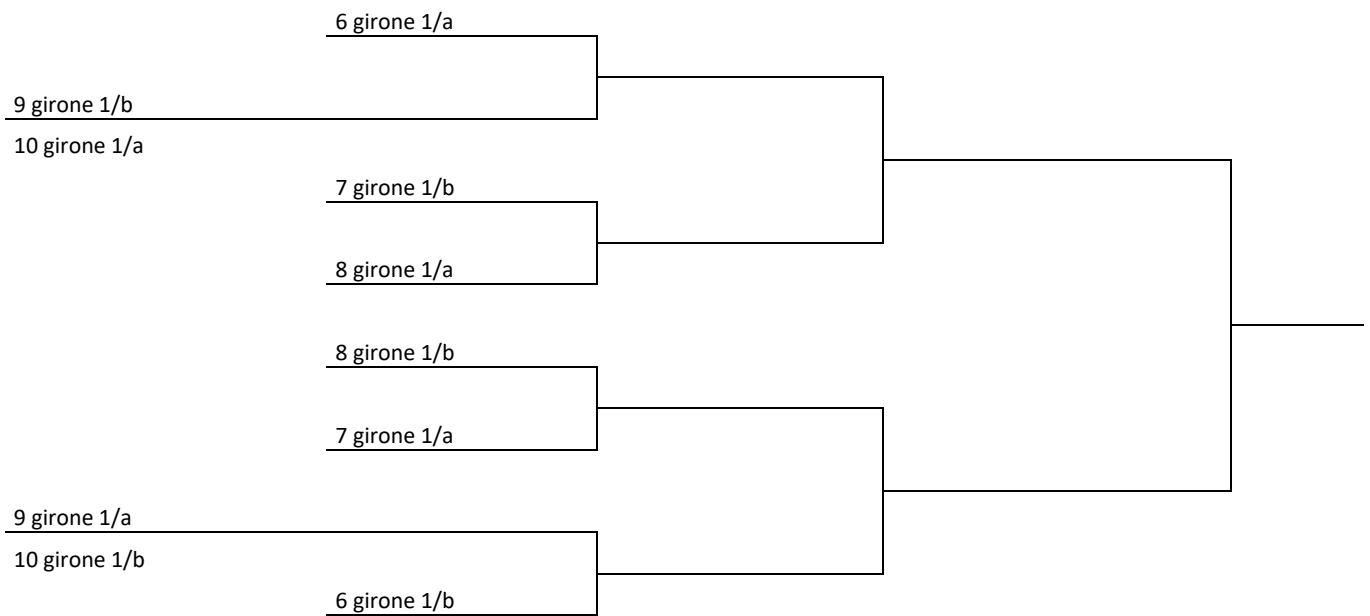 6 girone 1/a
9 girone 1/b
10 girone 1/a
7 girone 1/b
8 girone 1/a
8 girone 1/b
7 girone 1/a
9 girone 1/a
10 girone 1/b
6 girone 1/b